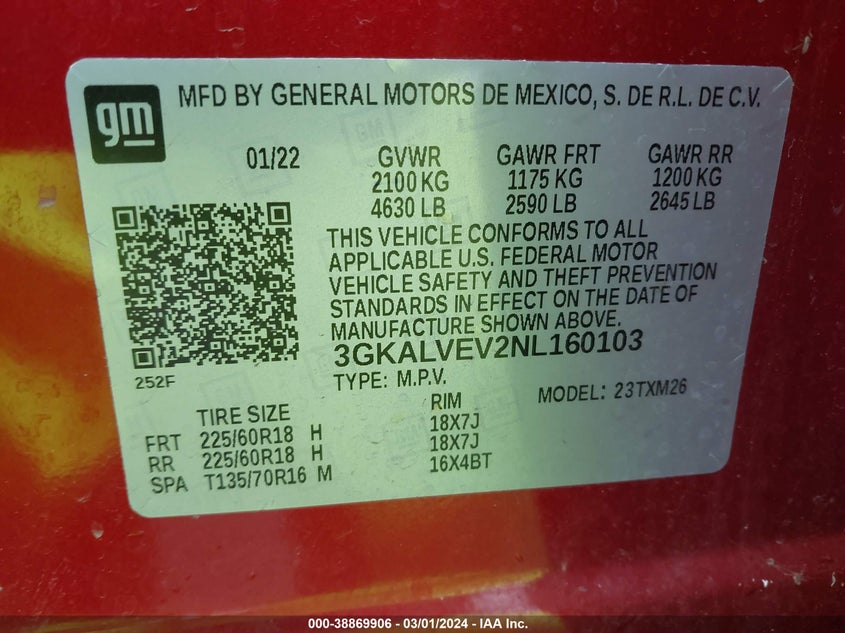 gm
MFD BY GENERAL MOTORS DE MEXICO, S. DE R.L. DE C.V.
01/22 GVWR GAWR FRT GAWR RR
2100 KG 1175 KG 1200 KG
4630 LB 2590 LB 2645 LB
THIS VEHICLE CONFORMS TO ALL
APPLICABLE U.S. FEDERAL MOTOR
VEHICLE SAFETY AND THEFT PREVENTION
STANDARDS IN EFFECT ON THE DATE OF
MANUFACTURE SHOWN ABOVE.
3GKALVEV2NL160103
252F
TYPE: M.P.V. MODEL: 23TXM26
TIRE SIZE RIM
FRT 225/60R18 H 18X7J
RR 225/60R18 H 18X7J
SPA T135/70R16 M 16X4BT
000-38869906 - 03/01/2024 - IAA Inc.